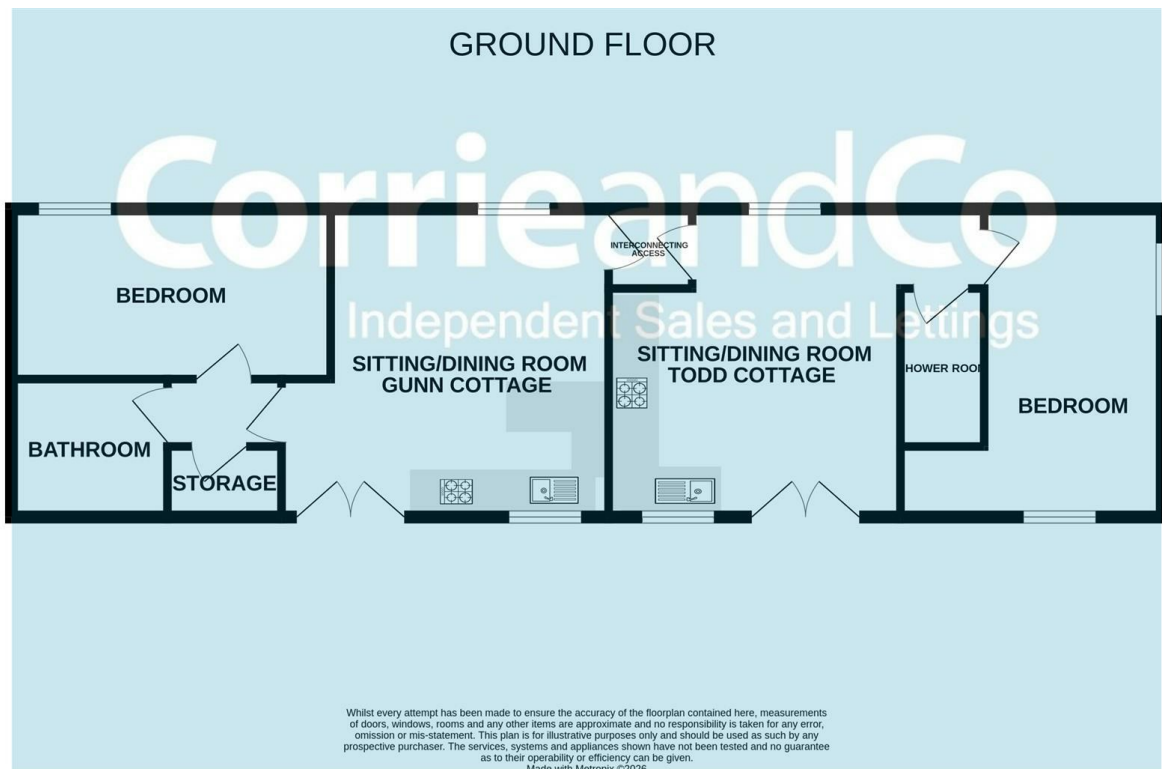 GROUND FLOOR
CorrieandCo
Independent Sales and Lettings
INTERCONNECTING
ACCESS
BEDROOM
SITTING/DINING ROOM
GUNN COTTAGE
SITTING/DINING ROOM
TODD COTTAGE
HOWER ROO
BEDROOM
BATHROOM
STORAGE
Whilst every attempt has been made to ensure the accuracy of the floorplan contained here, measurements
of doors, windows, rooms and any other items are approximate and no responsibility is taken for any error,
omission or mis-statement. This plan is for illustrative purposes only and should be used as such by any
prospective purchaser. The services, systems and appliances shown have not been tested and no guarantee
as to their operability or efficiency can be given.
Made with Metropix ©2026